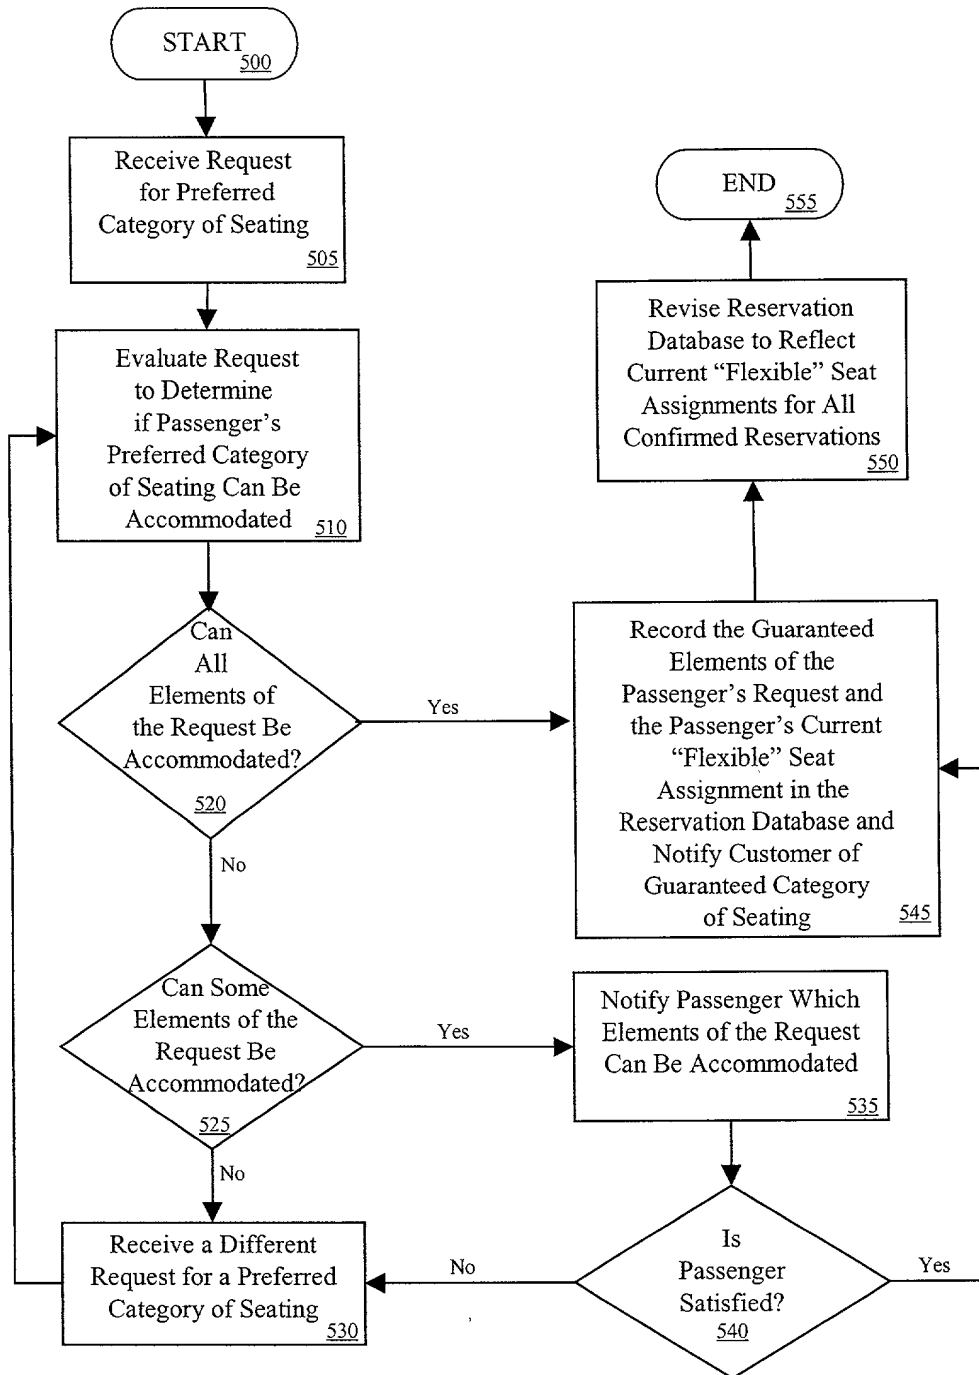 START
500
Receive Request
for Preferred
Category of Seating
505
Evaluate Request
to Determine
if Passenger's
Preferred Category
of Seating Can Be
Accommodated
510
Can
All
Elements of
the Request Be
Accommodated?
520
Yes
No
Can Some
Elements of the
Request Be
Accommodated?
525
Yes
No
Receive a Different
Request for a Preferred
Category of Seating
530
Notify Passenger Which
Elements of the Request
Can Be Accommodated
535
Is
Passenger
Satisfied?
540
No
Yes
Record the Guaranteed
Elements of the
Passenger's Request and
the Passenger's Current
"Flexible" Seat
Assignment in the
Reservation Database and
Notify Customer of
Guaranteed Category
of Seating
545
Revise Reservation
Database to Reflect
Current “Flexible” Seat
Assignments for All
Confirmed Reservations
550
END
555